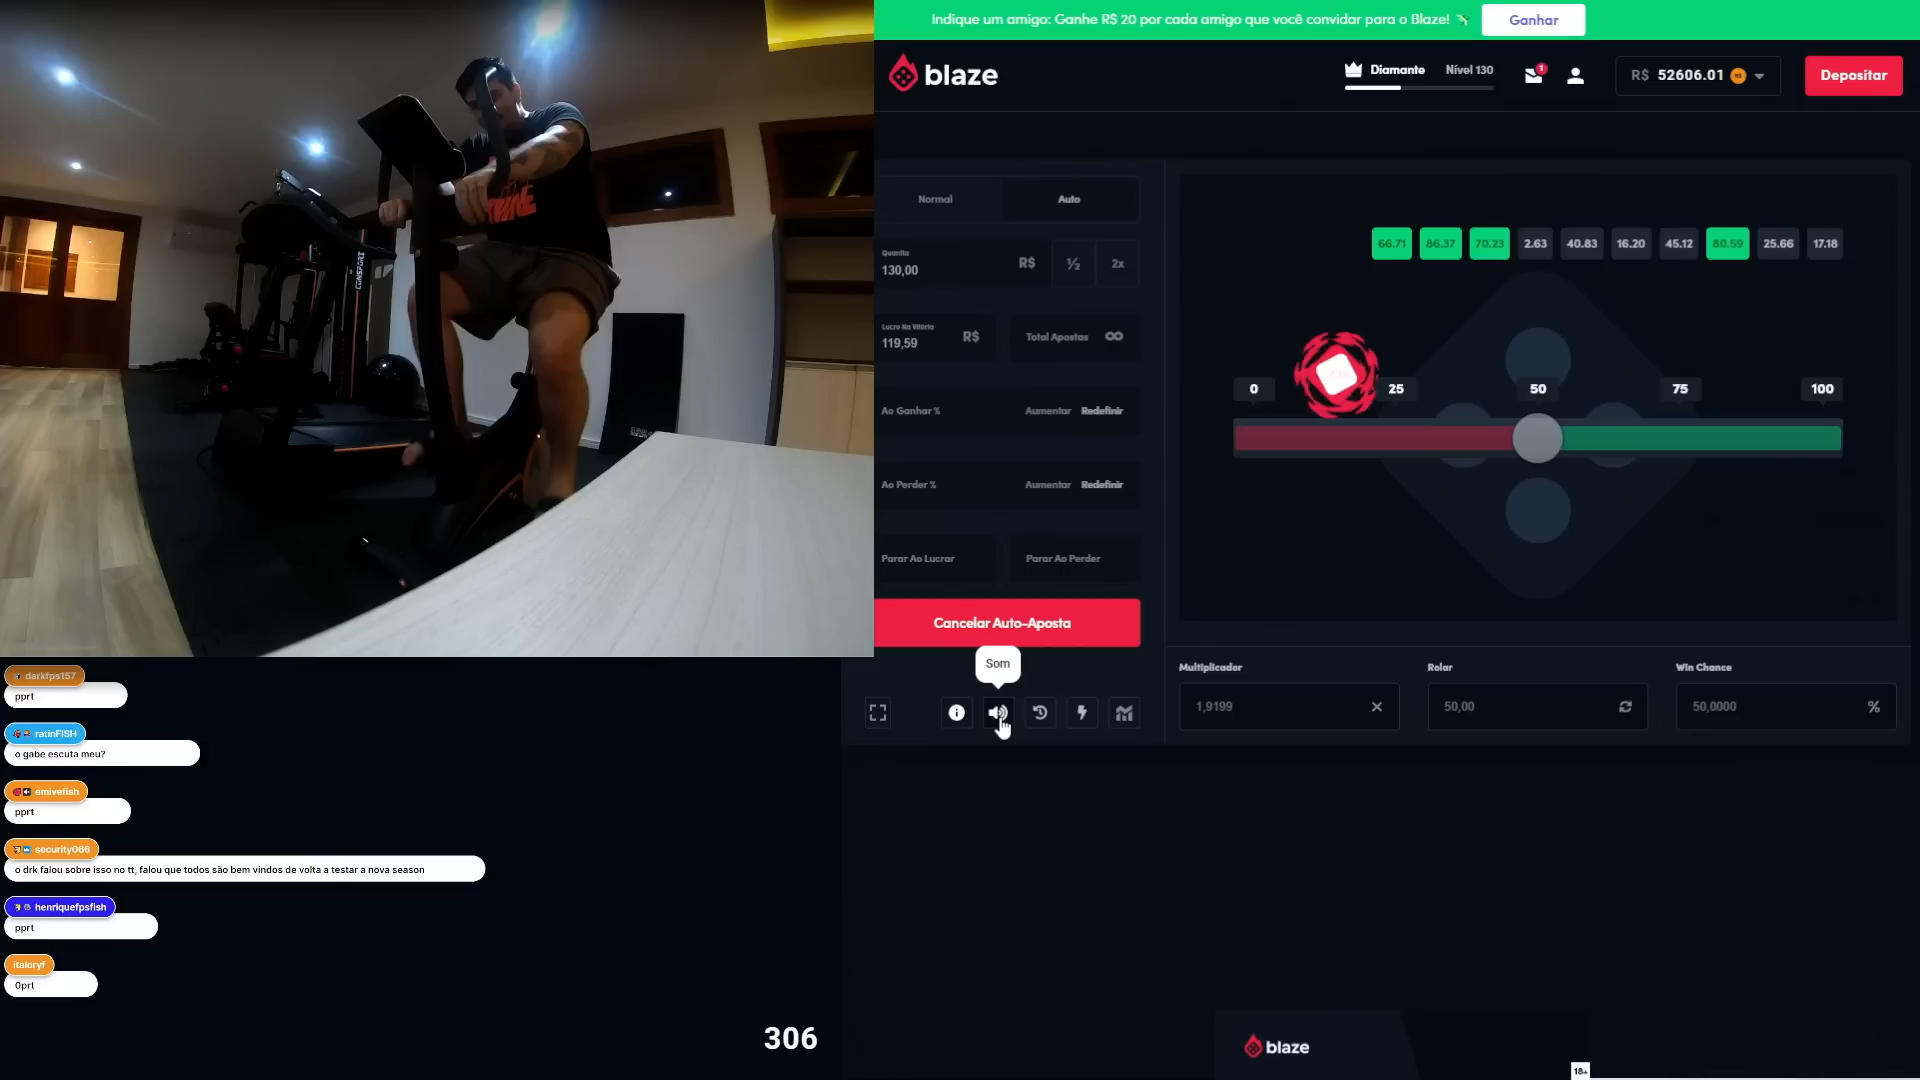 Indique um amigo: Ganhe R$ 20 por cada amigo que você convidar para o Blaze!
Ganhar
blaze
Diamante
Nível 130
1
R$ 52606.01
Depositar
Normal
Auto
Quantia
130,00
R$
½
2x
Lucro Na Vitória
119,59
R$
Total Apostas
∞
Ao Ganhar %
Aumentar
Redefinir
Ao Perder %
Aumentar
Redefinir
Parar Ao Lucrar
Parar Ao Perder
Cancelar Auto-Aposta
Som
66.71
86.37
70.23
2.63
40.83
16.20
45.12
80.59
25.66
17.18
0
25
50
75
100
Multiplicador
1,9199
Rolar
50,00
Win Chance
50,0000
%
darkfps157
pprt
ratinFISH
o gabe escuta meu?
emivefish
pprt
security066
o drk falou sobre isso no tt, falou que todos são bem vindos de volta a testar a nova season
henriquefpsfish
pprt
italoryf
0prt
306
blaze
18+